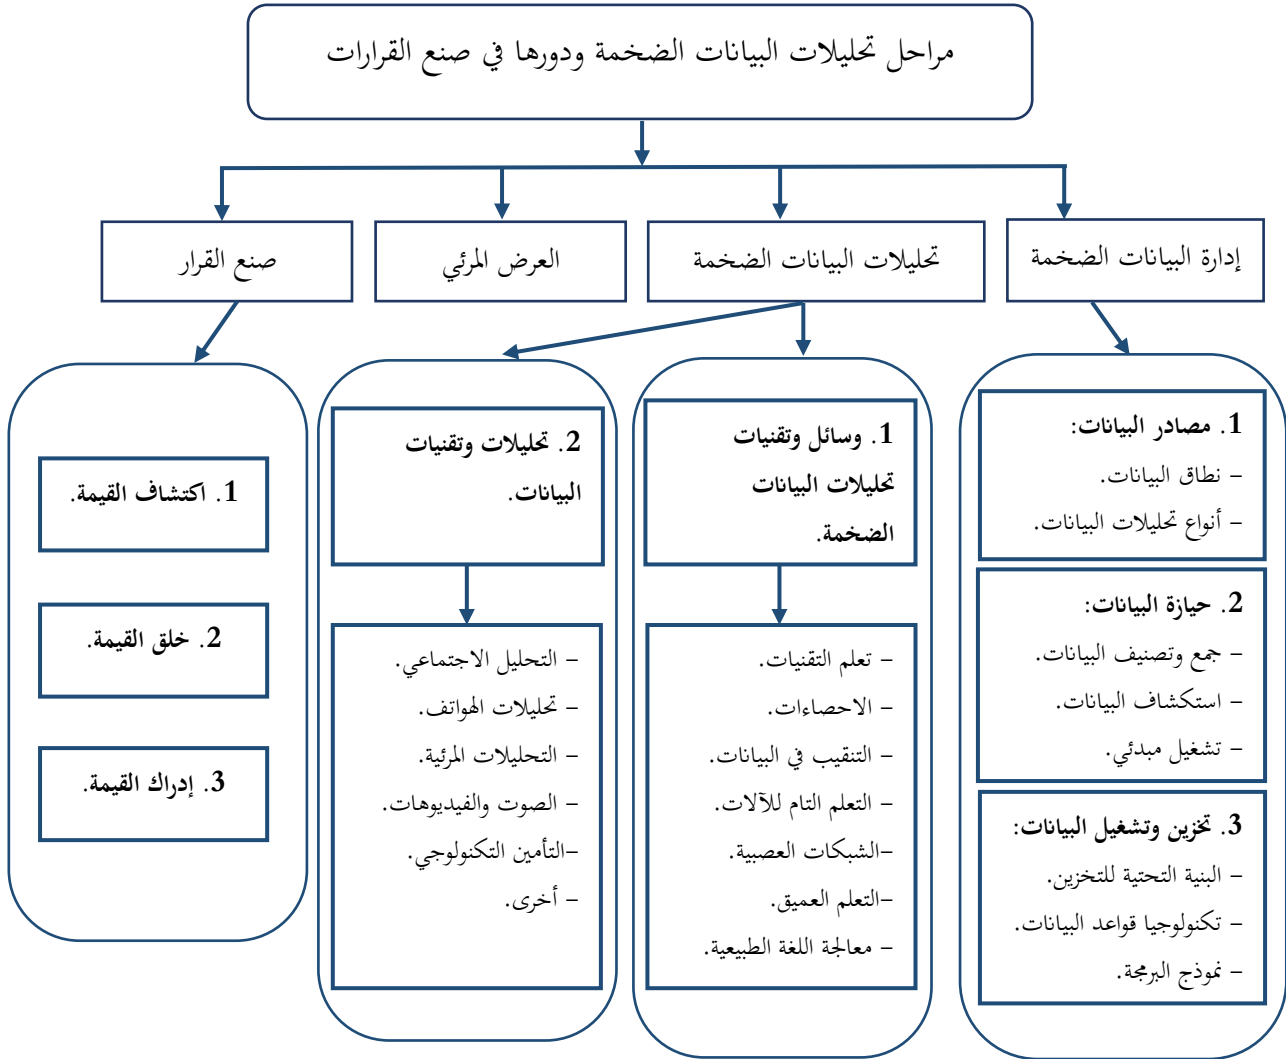 مراحل تحليلات البيانات الضخمة ودورها في صنع القرارات
إدارة البيانات الضخمة
تحليلات البيانات الضخمة
العرض المرئي
صنع القرار
1. مصادر البيانات:
- نطاق البيانات.
- أنواع تحليلات البيانات.
2. حيازة البيانات:
- جمع وتصنيف البيانات.
- استكشاف البيانات.
- تشغيل مبدئي.
3. تخزين وتشغيل البيانات:
- البنية التحتية للتخزين.
- تكنولوجيا قواعد البيانات.
- نموذج البرمجة.
1. وسائل وتقنيات
تحليلات البيانات
الضخمة.
- تعلم التقنيات.
- الاحصاءات.
- التنقيب في البيانات.
- التعلم التام للآلات.
-الشبكات العصبية.
-التعلم العميق.
- معالجة اللغة الطبيعية.
2. تحليلات وتقنيات
البيانات.
- التحليل الاجتماعي.
- تحليلات الهواتف.
- التحليلات المرئية.
- الصوت والفيديوهات.
-التأمين التكنولوجي.
- أخرى.
1. اكتشاف القيمة.
2. خلق القيمة.
3. إدراك القيمة.